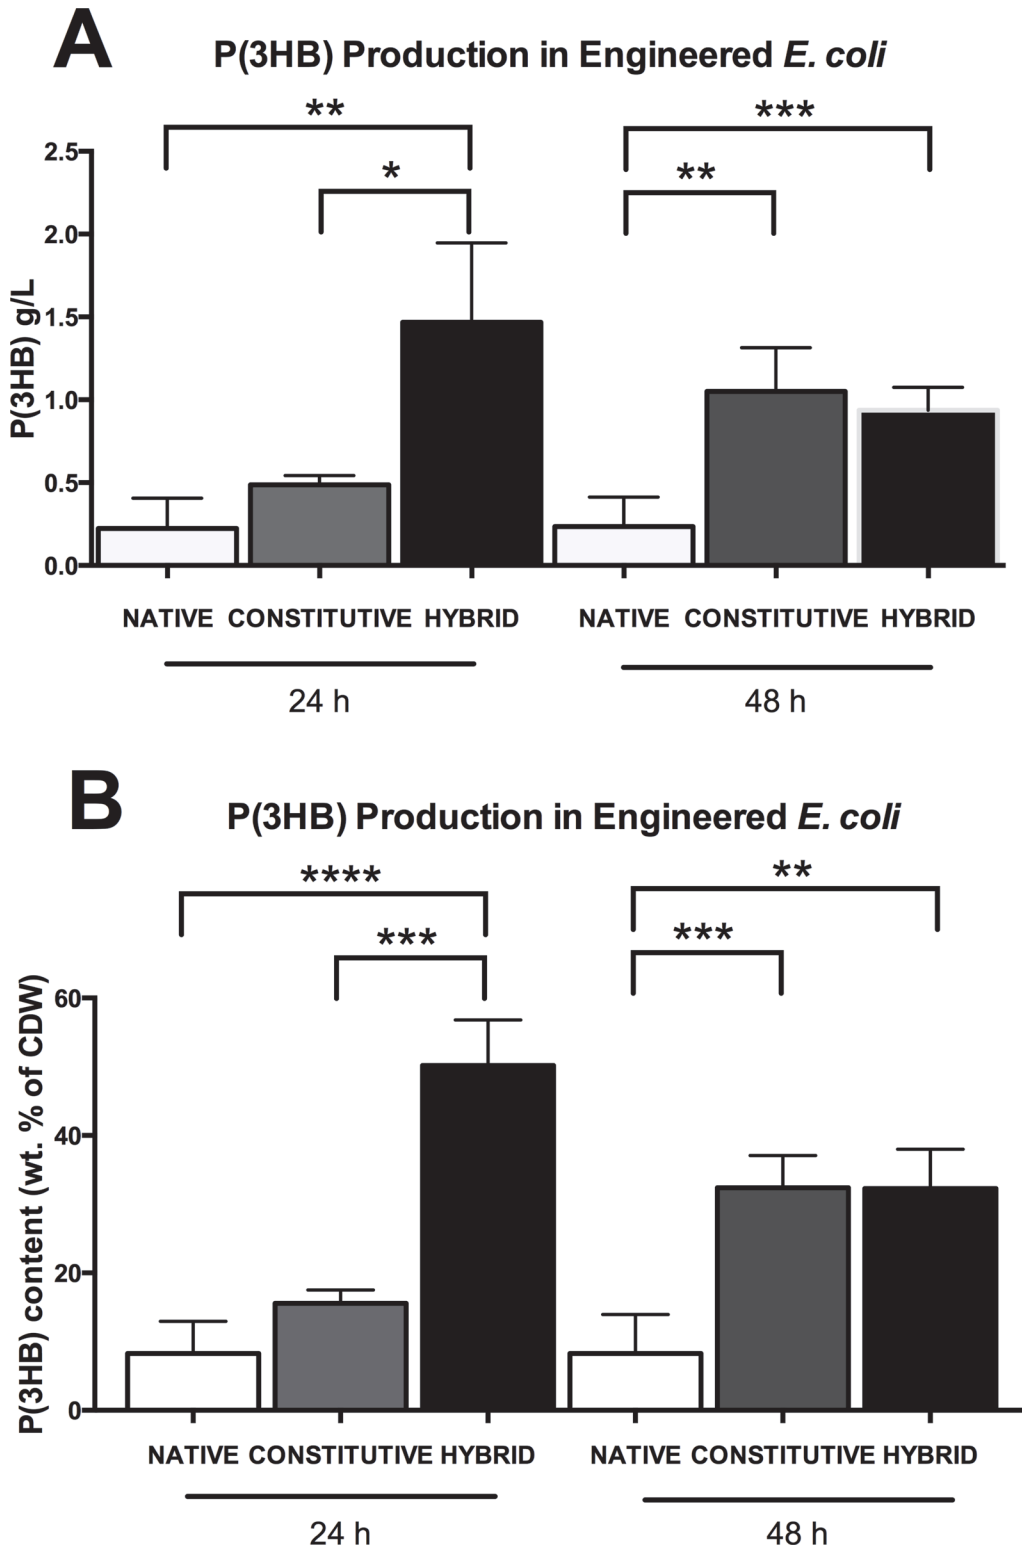 A
P(3HB) Production in Engineered E. coli
** ***
* **
P(3HB) g/L
2.5
2.0
1.5
1.0
0.5
0.0
NATIVE CONSTITUTIVE HYBRID NATIVE CONSTITUTIVE HYBRID
24 h 48 h
B
P(3HB) Production in Engineered E. coli
**** **
*** ***
P(3HB) content (wt. % of CDW)
60
40
20
0
NATIVE CONSTITUTIVE HYBRID NATIVE CONSTITUTIVE HYBRID
24 h 48 h